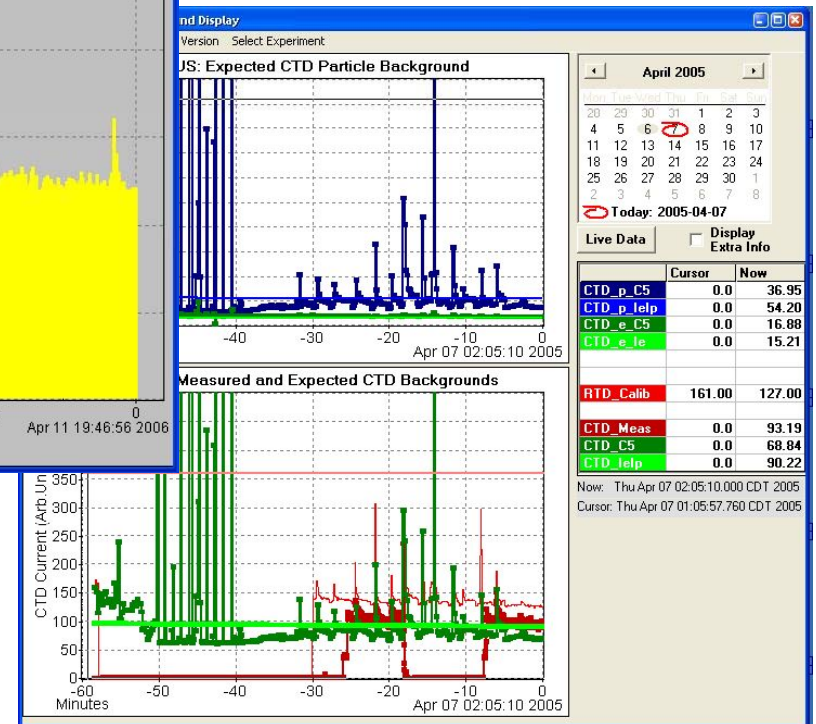 nd Display
Version Select Experiment
JS: Expected CTD Particle Background
-40 -30 -20 -10 0
Apr 07 02:05:10 2005
0
Apr 11 19:46:56 2006
Measured and Expected CTD Backgrounds
CTD Current (Arb.Un
350
300
250
200
150
100
50
0
-60 -50 -40 -30 -20 -10 0
Minutes Apr 07 02:05:10 2005
April 2005
Mon Tue Wed Thu Fri Sat Sun
28 29 30 31 1 2 3
4 5 6 7 8 9 10
11 12 13 14 15 16 17
18 19 20 21 22 23 24
25 26 27 28 29 30 1
2 3 4 5 6 7 8
Today: 2005-04-07
Live Data
Display
Extra Info
Cursor Now
CTD_p_C5 0.0 36.95
CTD_p_IeIp 0.0 54.20
CTD_e_C5 0.0 16.88
CTD_e_Ie 0.0 15.21
RTD_Calib 161.00 127.00
CTD_Meas 0.0 93.19
CTD_C5 0.0 68.84
CTD_IeIp 0.0 90.22
Now: Thu Apr 07 02:05:10.000 CDT 2005
Cursor: Thu Apr 07 01:05:57.760 CDT 2005